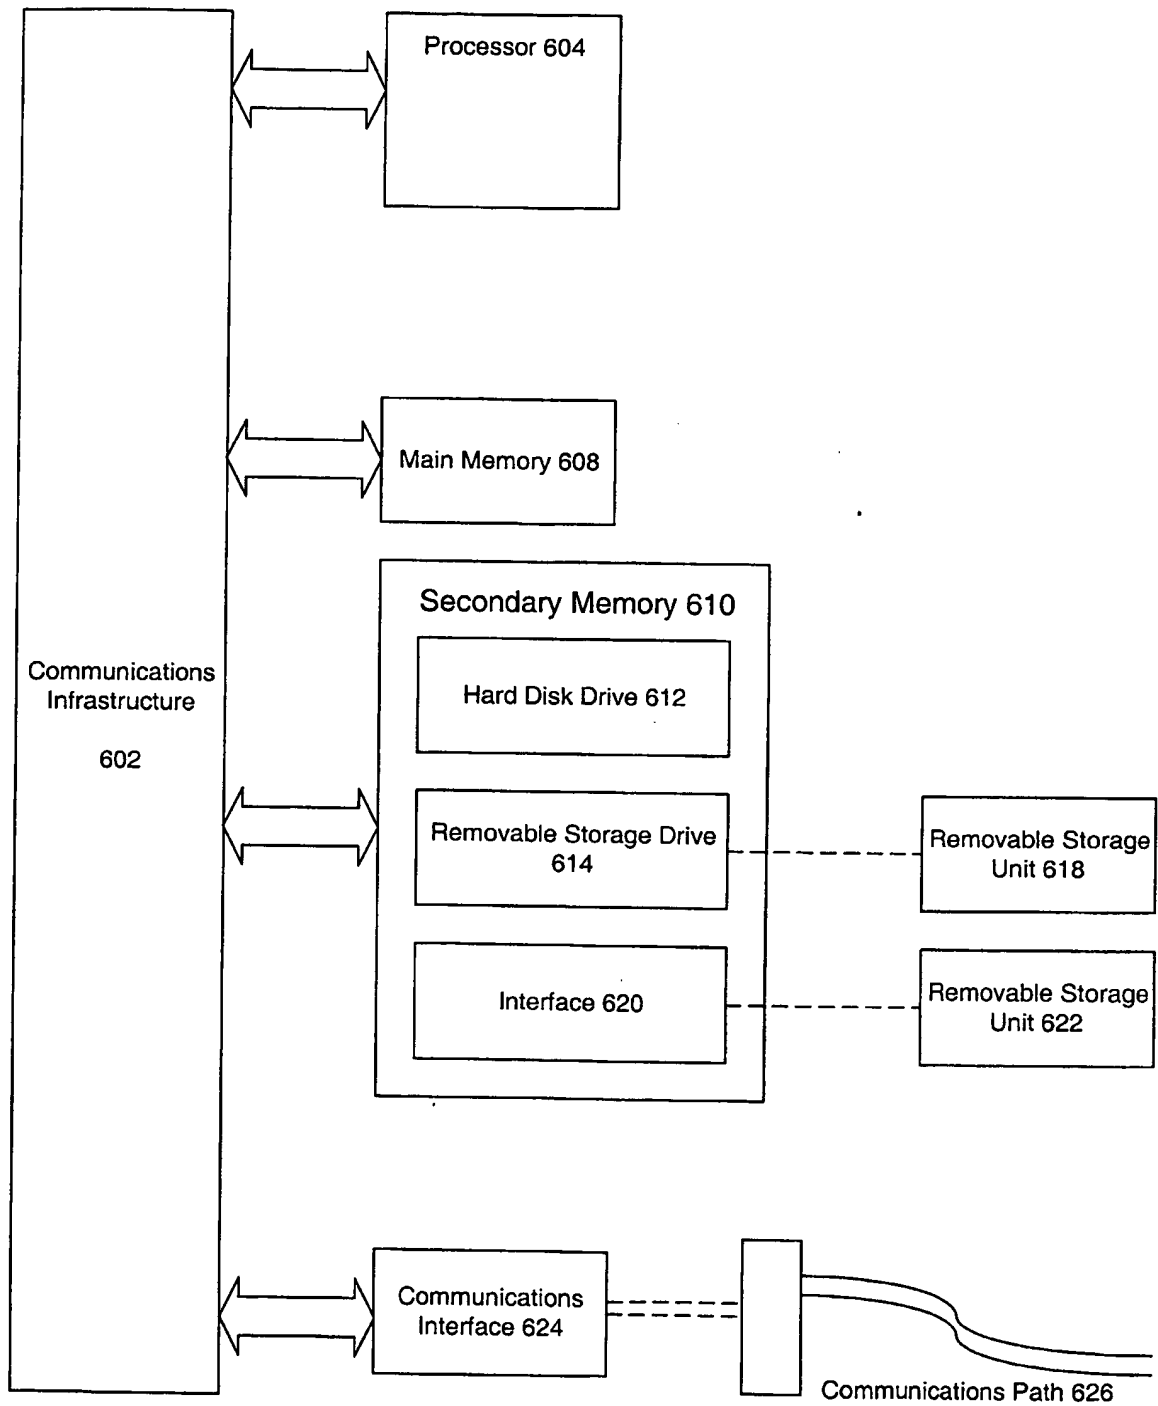 Processor 604
Main Memory 608
Secondary Memory 610
Hard Disk Drive 612
Communications
Infrastructure
602
Removable Storage Drive
614
Removable Storage
Unit 618
Interface 620
Removable Storage
Unit 622
Communications
Interface 624
Communications Path 626